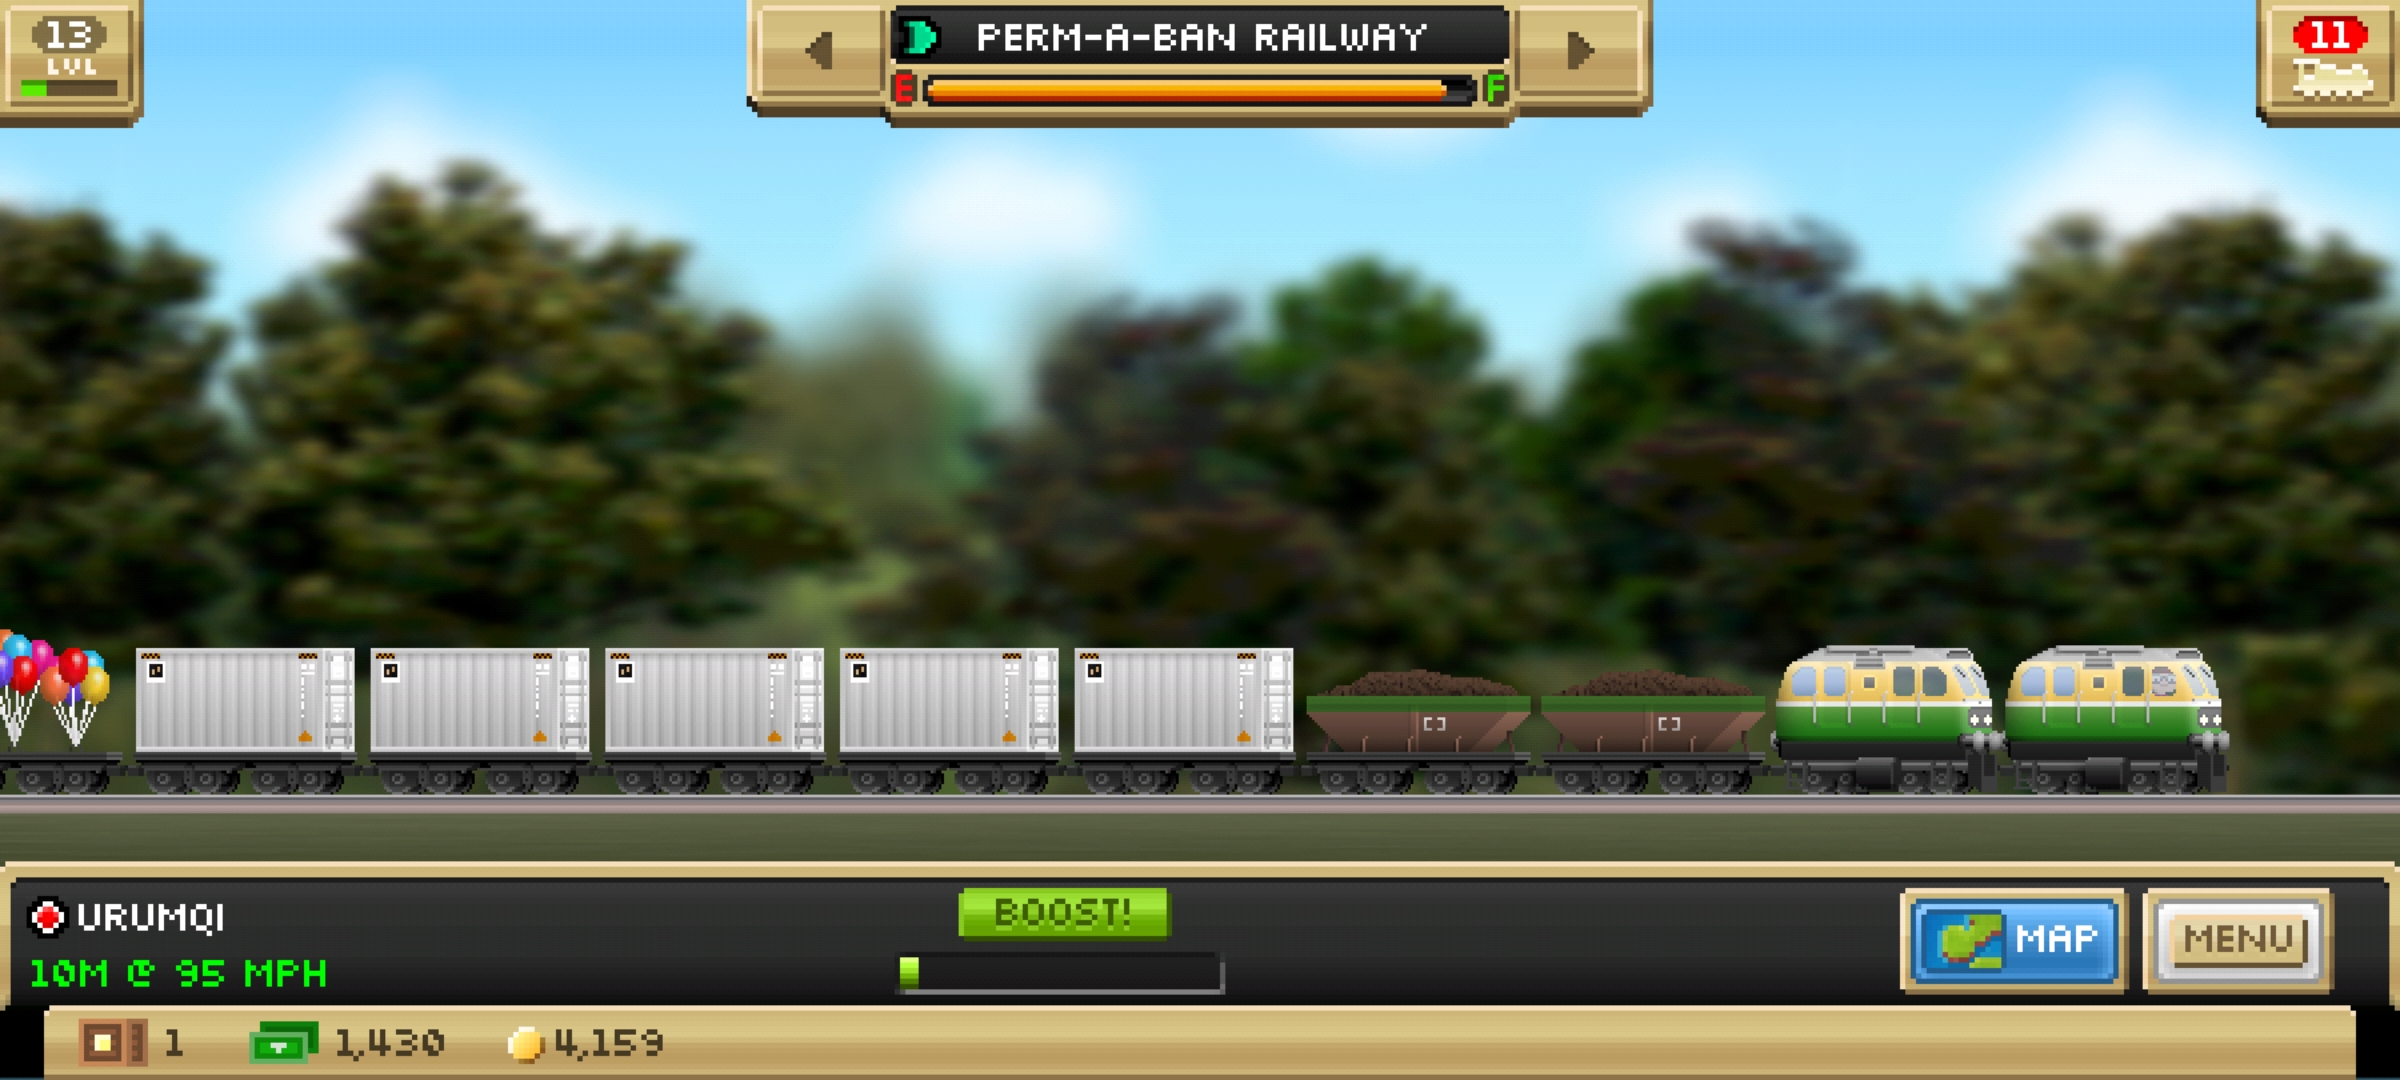 13
LVL
PERM-A-BAN RAILWAY
E F
11
URUMQI
10M @ 95 MPH
BOOST!
MAP
MENU
1
1,430
4,159